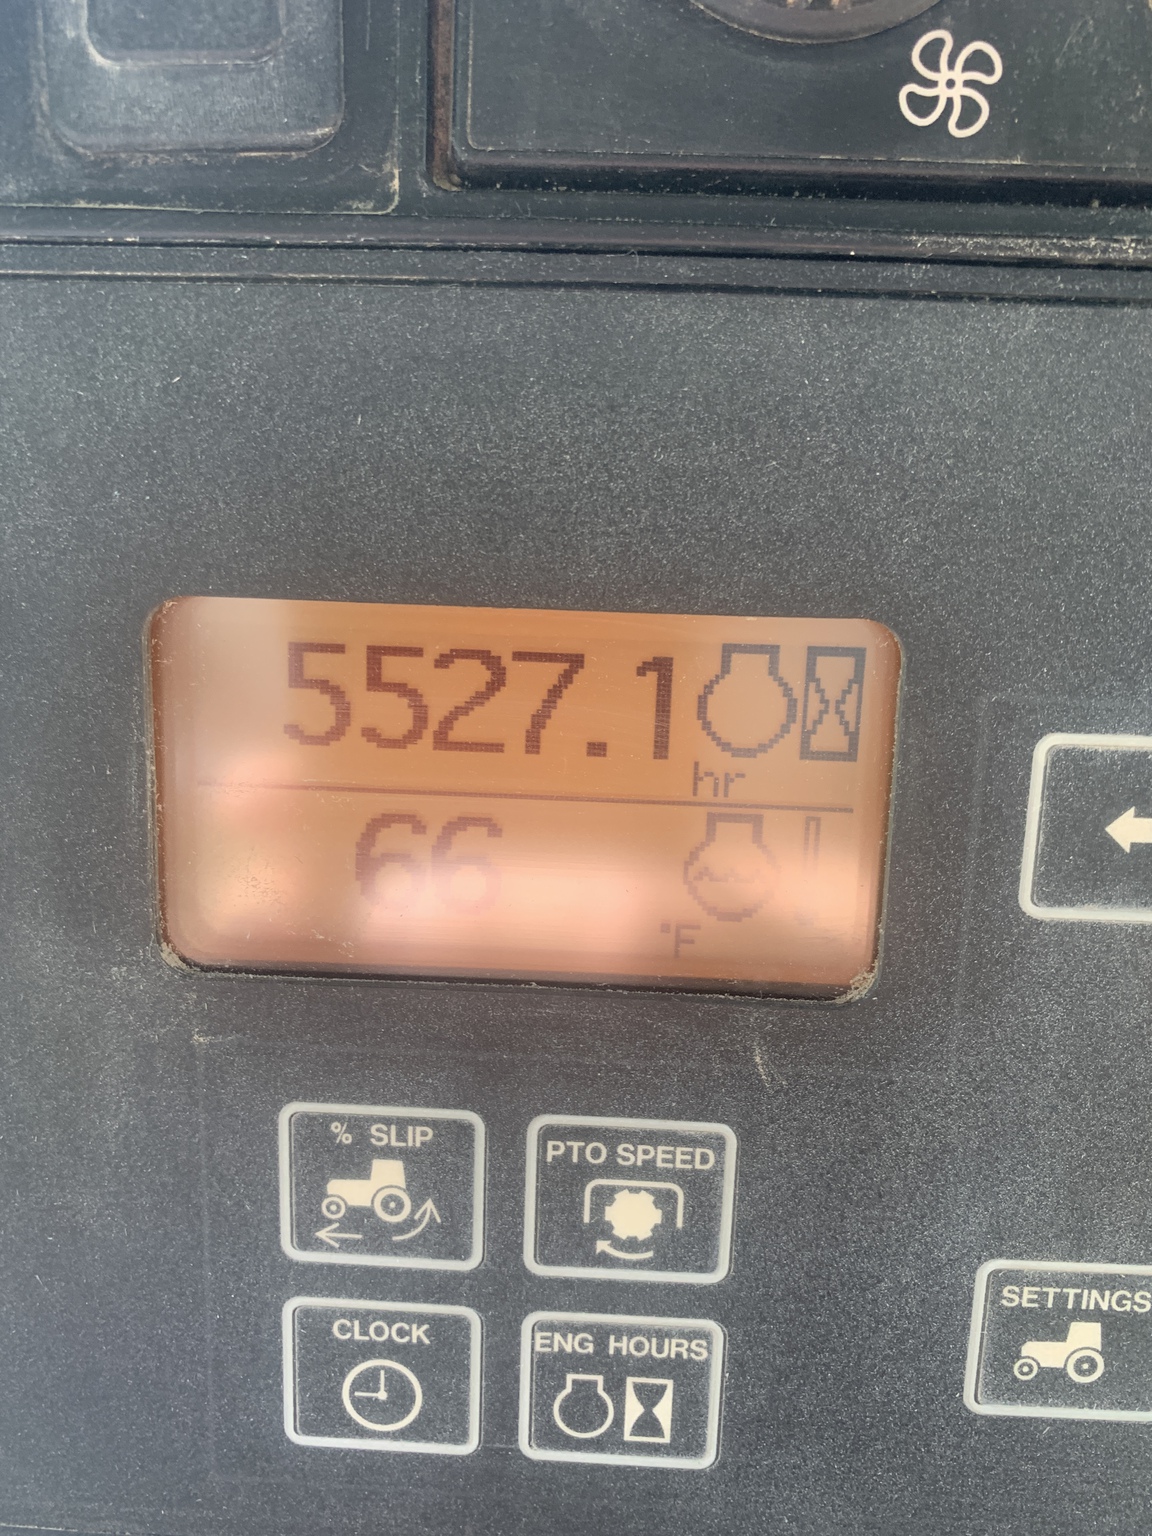 5527.1
hr
66
°F
% SLIP
PTO SPEED
CLOCK
ENG HOURS
SETTINGS